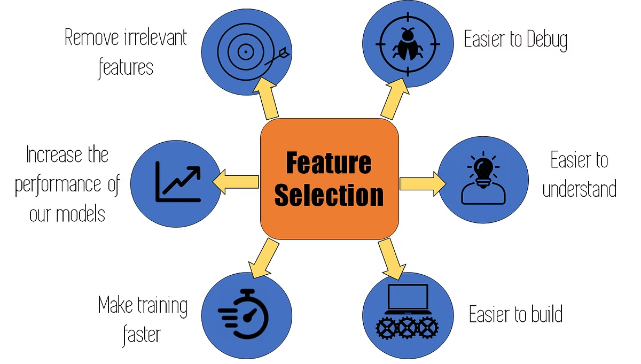 Remove irrelevant
features
Easier to Debug
Increase the
performance of
our models
Feature
Selection
Easier to
understand
Make training
faster
Easier to build